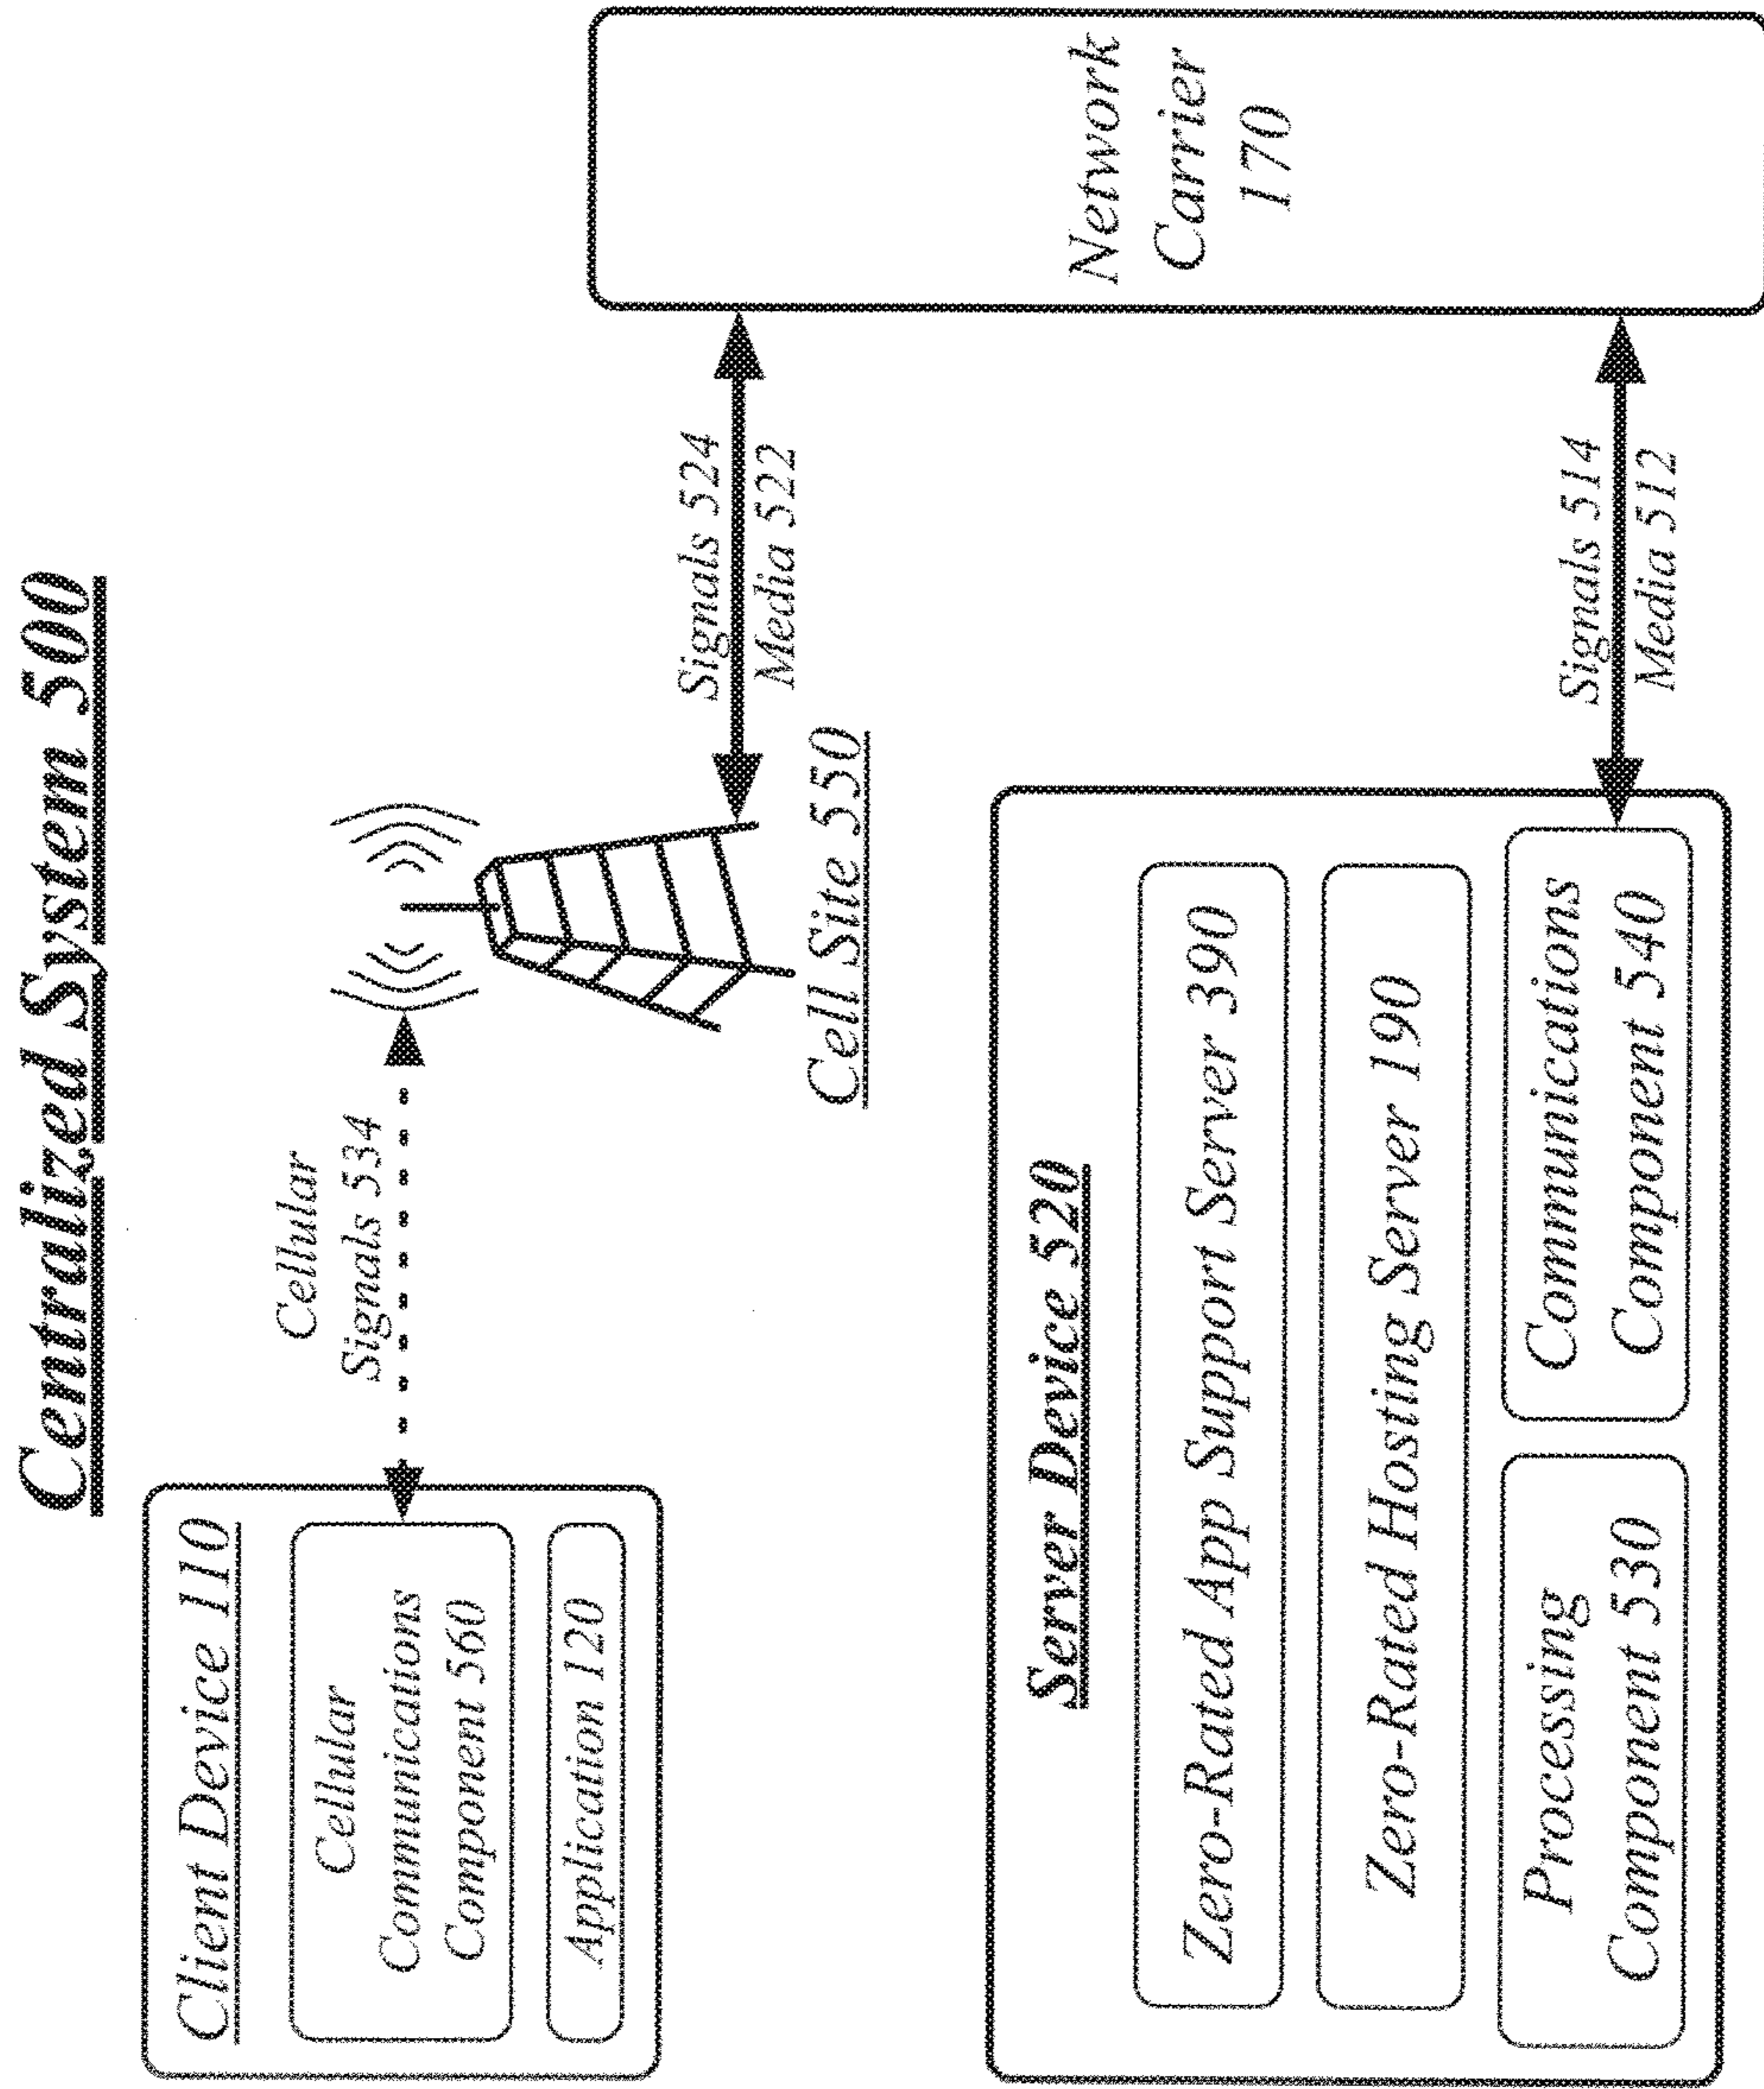 Centralized System 500
Client Device 110
Cellular
Communications
Component 560
Application 120
Cellular
Signals 534
Cell Site 550
Signals 524
Media 522
Network
Carrier
170
Server Device 520
Zero-Rated App Support Server 390
Zero-Rated Hosting Server 190
Processing
Component 530
Communications
Component 540
Signals 514
Media 512